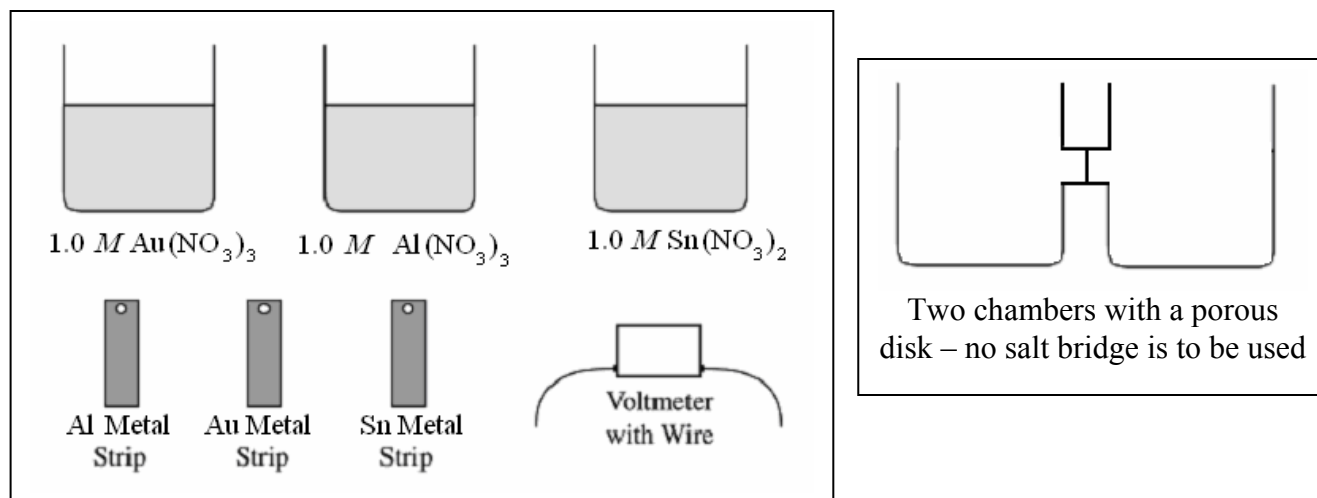 1.0 M Au(NO₃)₃
1.0 M Al(NO₃)₃
1.0 M Sn(NO₃)₂
Al Metal
Strip
Au Metal
Strip
Sn Metal
Strip
Voltmeter
with Wire
Two chambers with a porous
disk – no salt bridge is to be used